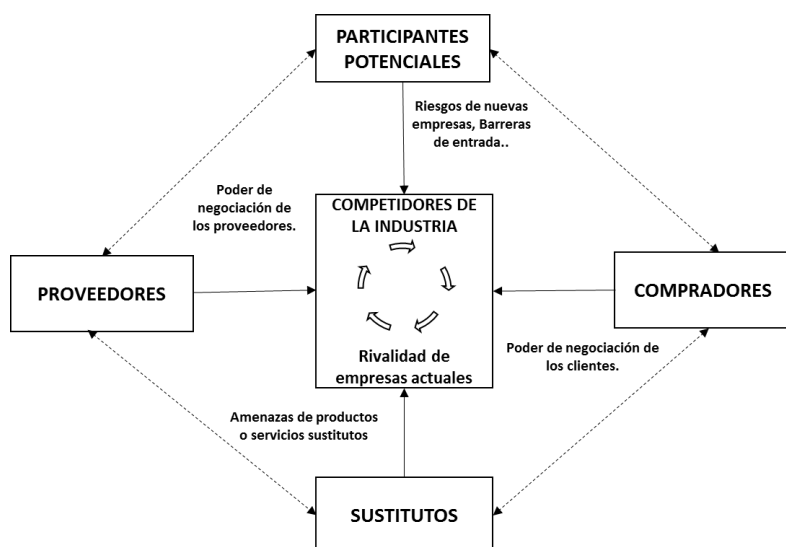 PARTICIPANTES
POTENCIALES
Riesgos de nuevas
empresas, Barreras
de entrada..
Poder de
negociación de
los proveedores.
COMPETIDORES DE
LA INDUSTRIA
PROVEEDORES
COMPRADORES
Rivalidad de
empresas actuales
Poder de negociación de
los clientes.
Amenazas de productos
o servicios sustitutos
SUSTITUTOS